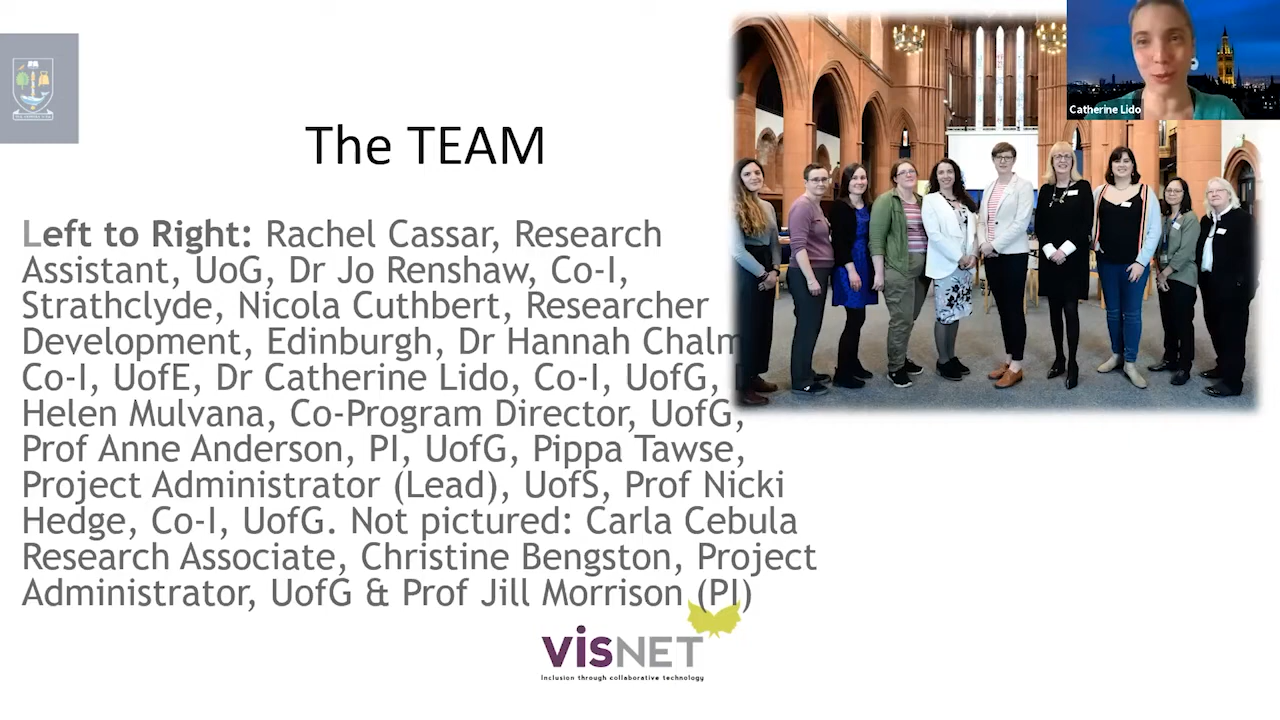 Catherine Lido
The TEAM
Left to Right: Rachel Cassar, Research
Assistant, UoG, Dr Jo Renshaw, Co-I,
Strathclyde, Nicola Cuthbert, Researcher
Development, Edinburgh, Dr Hannah Chalm
Co-I, UofE, Dr Catherine Lido, Co-I, UofG,
Helen Mulvana, Co-Program Director, UofG,
Prof Anne Anderson, PI, UofG, Pippa Tawse,
Project Administrator (Lead), UofS, Prof Nicki
Hedge, Co-I, UofG. Not pictured: Carla Cebula
Research Associate, Christine Bengston, Project
Administrator, UofG & Prof Jill Morrison (PI)
visNET
Inclusion through collaborative technology